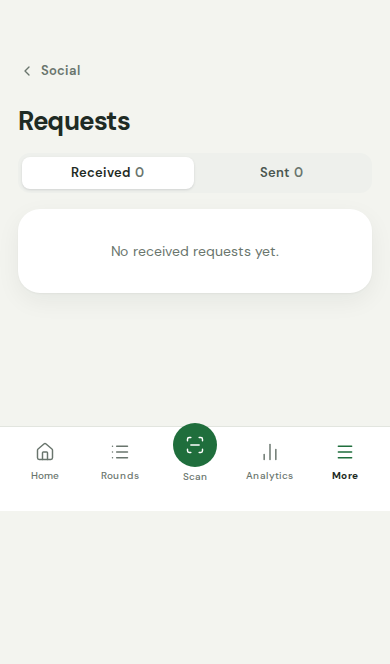 Social
Requests
Received 0
Sent 0
No received requests yet.
Home
Rounds
Scan
Analytics
More